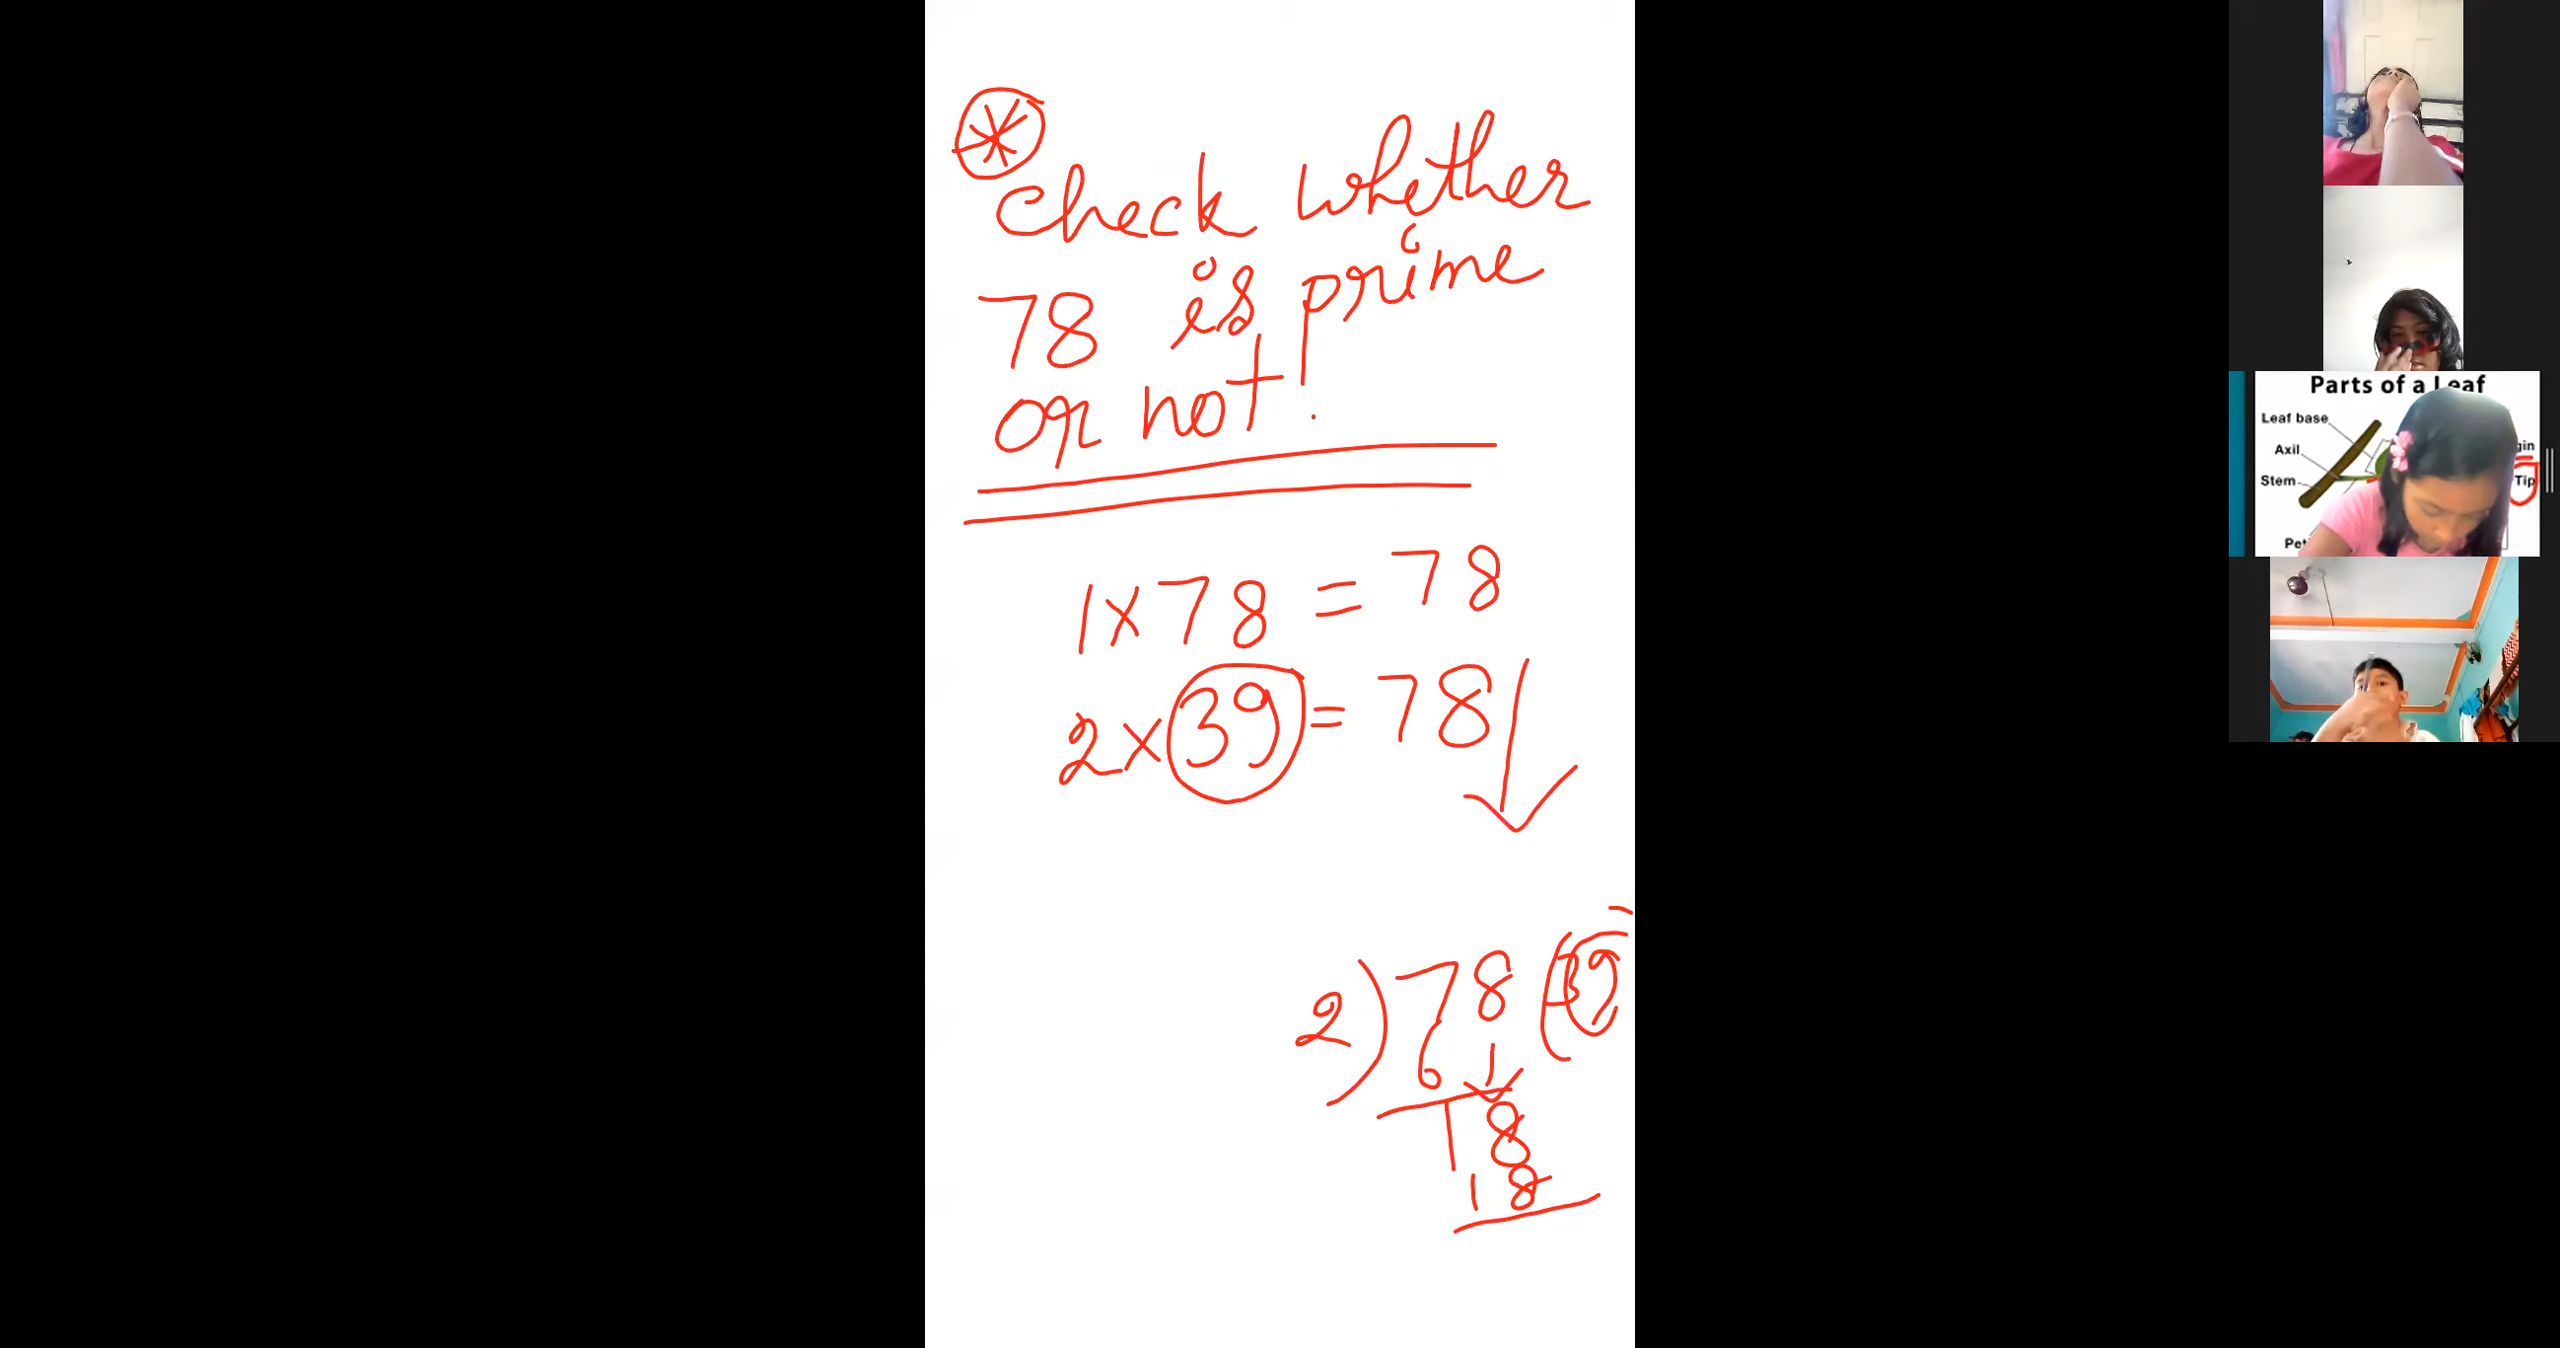 Check whether
78 is prime
or not!
1 × 78 = 78
2 × 39 = 78
2) 78 (39
6
18
18
Parts of a Leaf
Leaf base
Axil
Stem
Tip